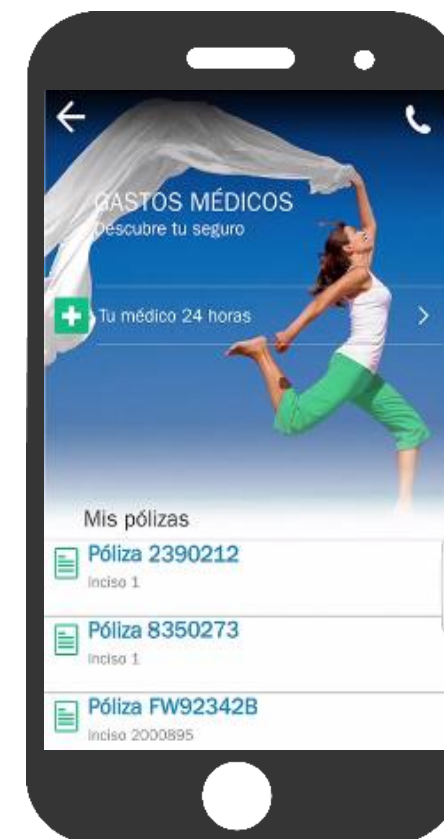 GASTOS MÉDICOS
Descubre tu seguro
Tu médico 24 horas
Mis pólizas
Póliza 2390212
Inciso 1
Póliza 8350273
Inciso 1
Póliza FW92342B
Inciso 2000895